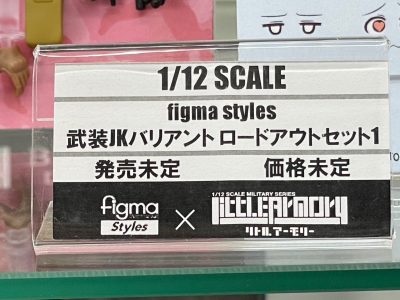 1/12 SCALE
figma styles
武装JKバリアント ロードアウトセット1
発売未定 価格未定
figma Styles × 1/12 SCALE MILITARY SERIES
LittleArmory
リトルアーモリー